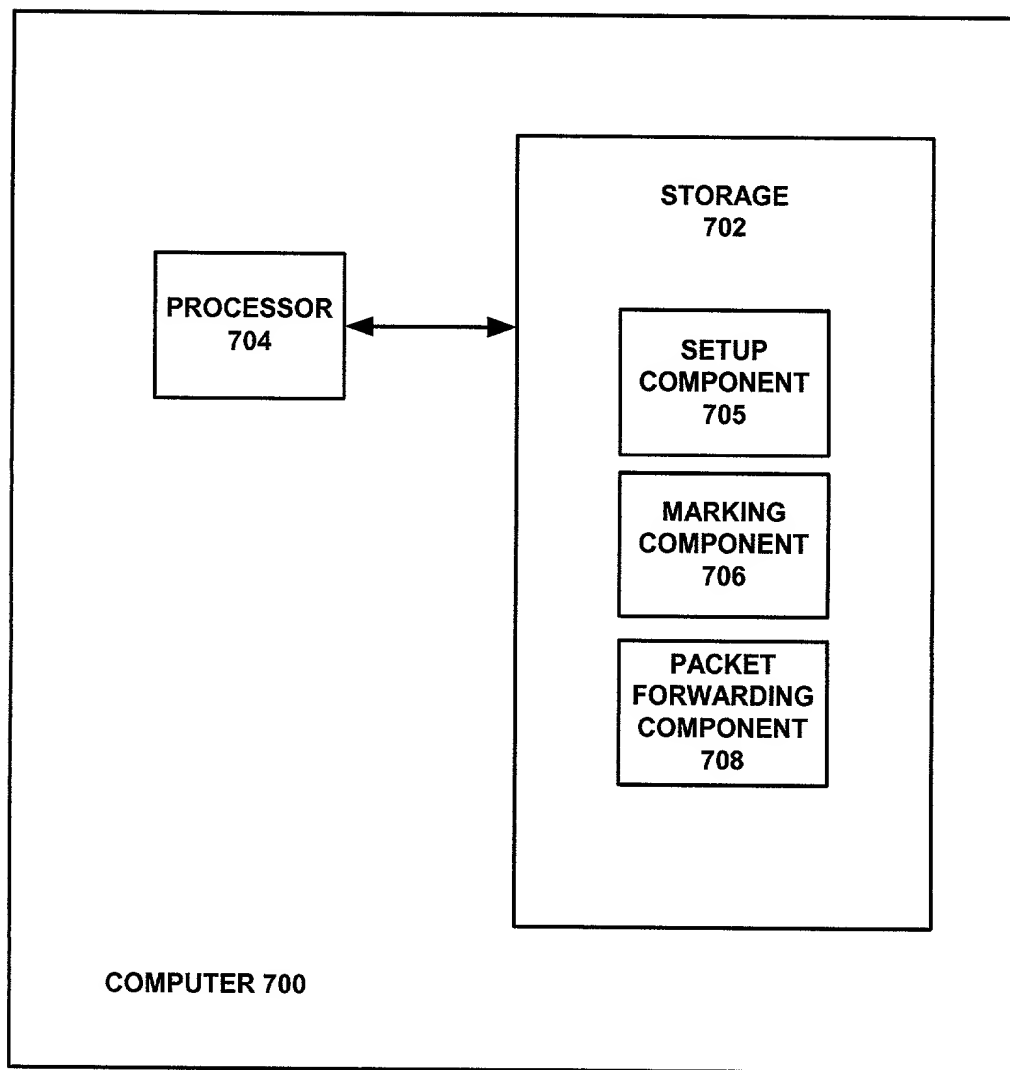 STORAGE
702
PROCESSOR
704
SETUP
COMPONENT
705
MARKING
COMPONENT
706
PACKET
FORWARDING
COMPONENT
708
COMPUTER 700